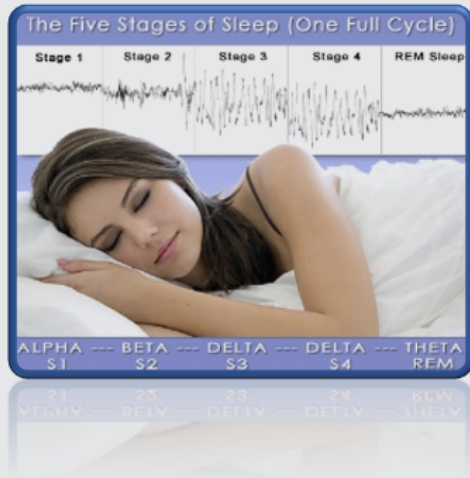 The Five Stages of Sleep (One Full Cycle)
Stage 1 Stage 2 Stage 3 Stage 4 REM Sleep
ALPHA --- BETA --- DELTA --- DELTA --- THETA
S1 S2 S3 S4 REM